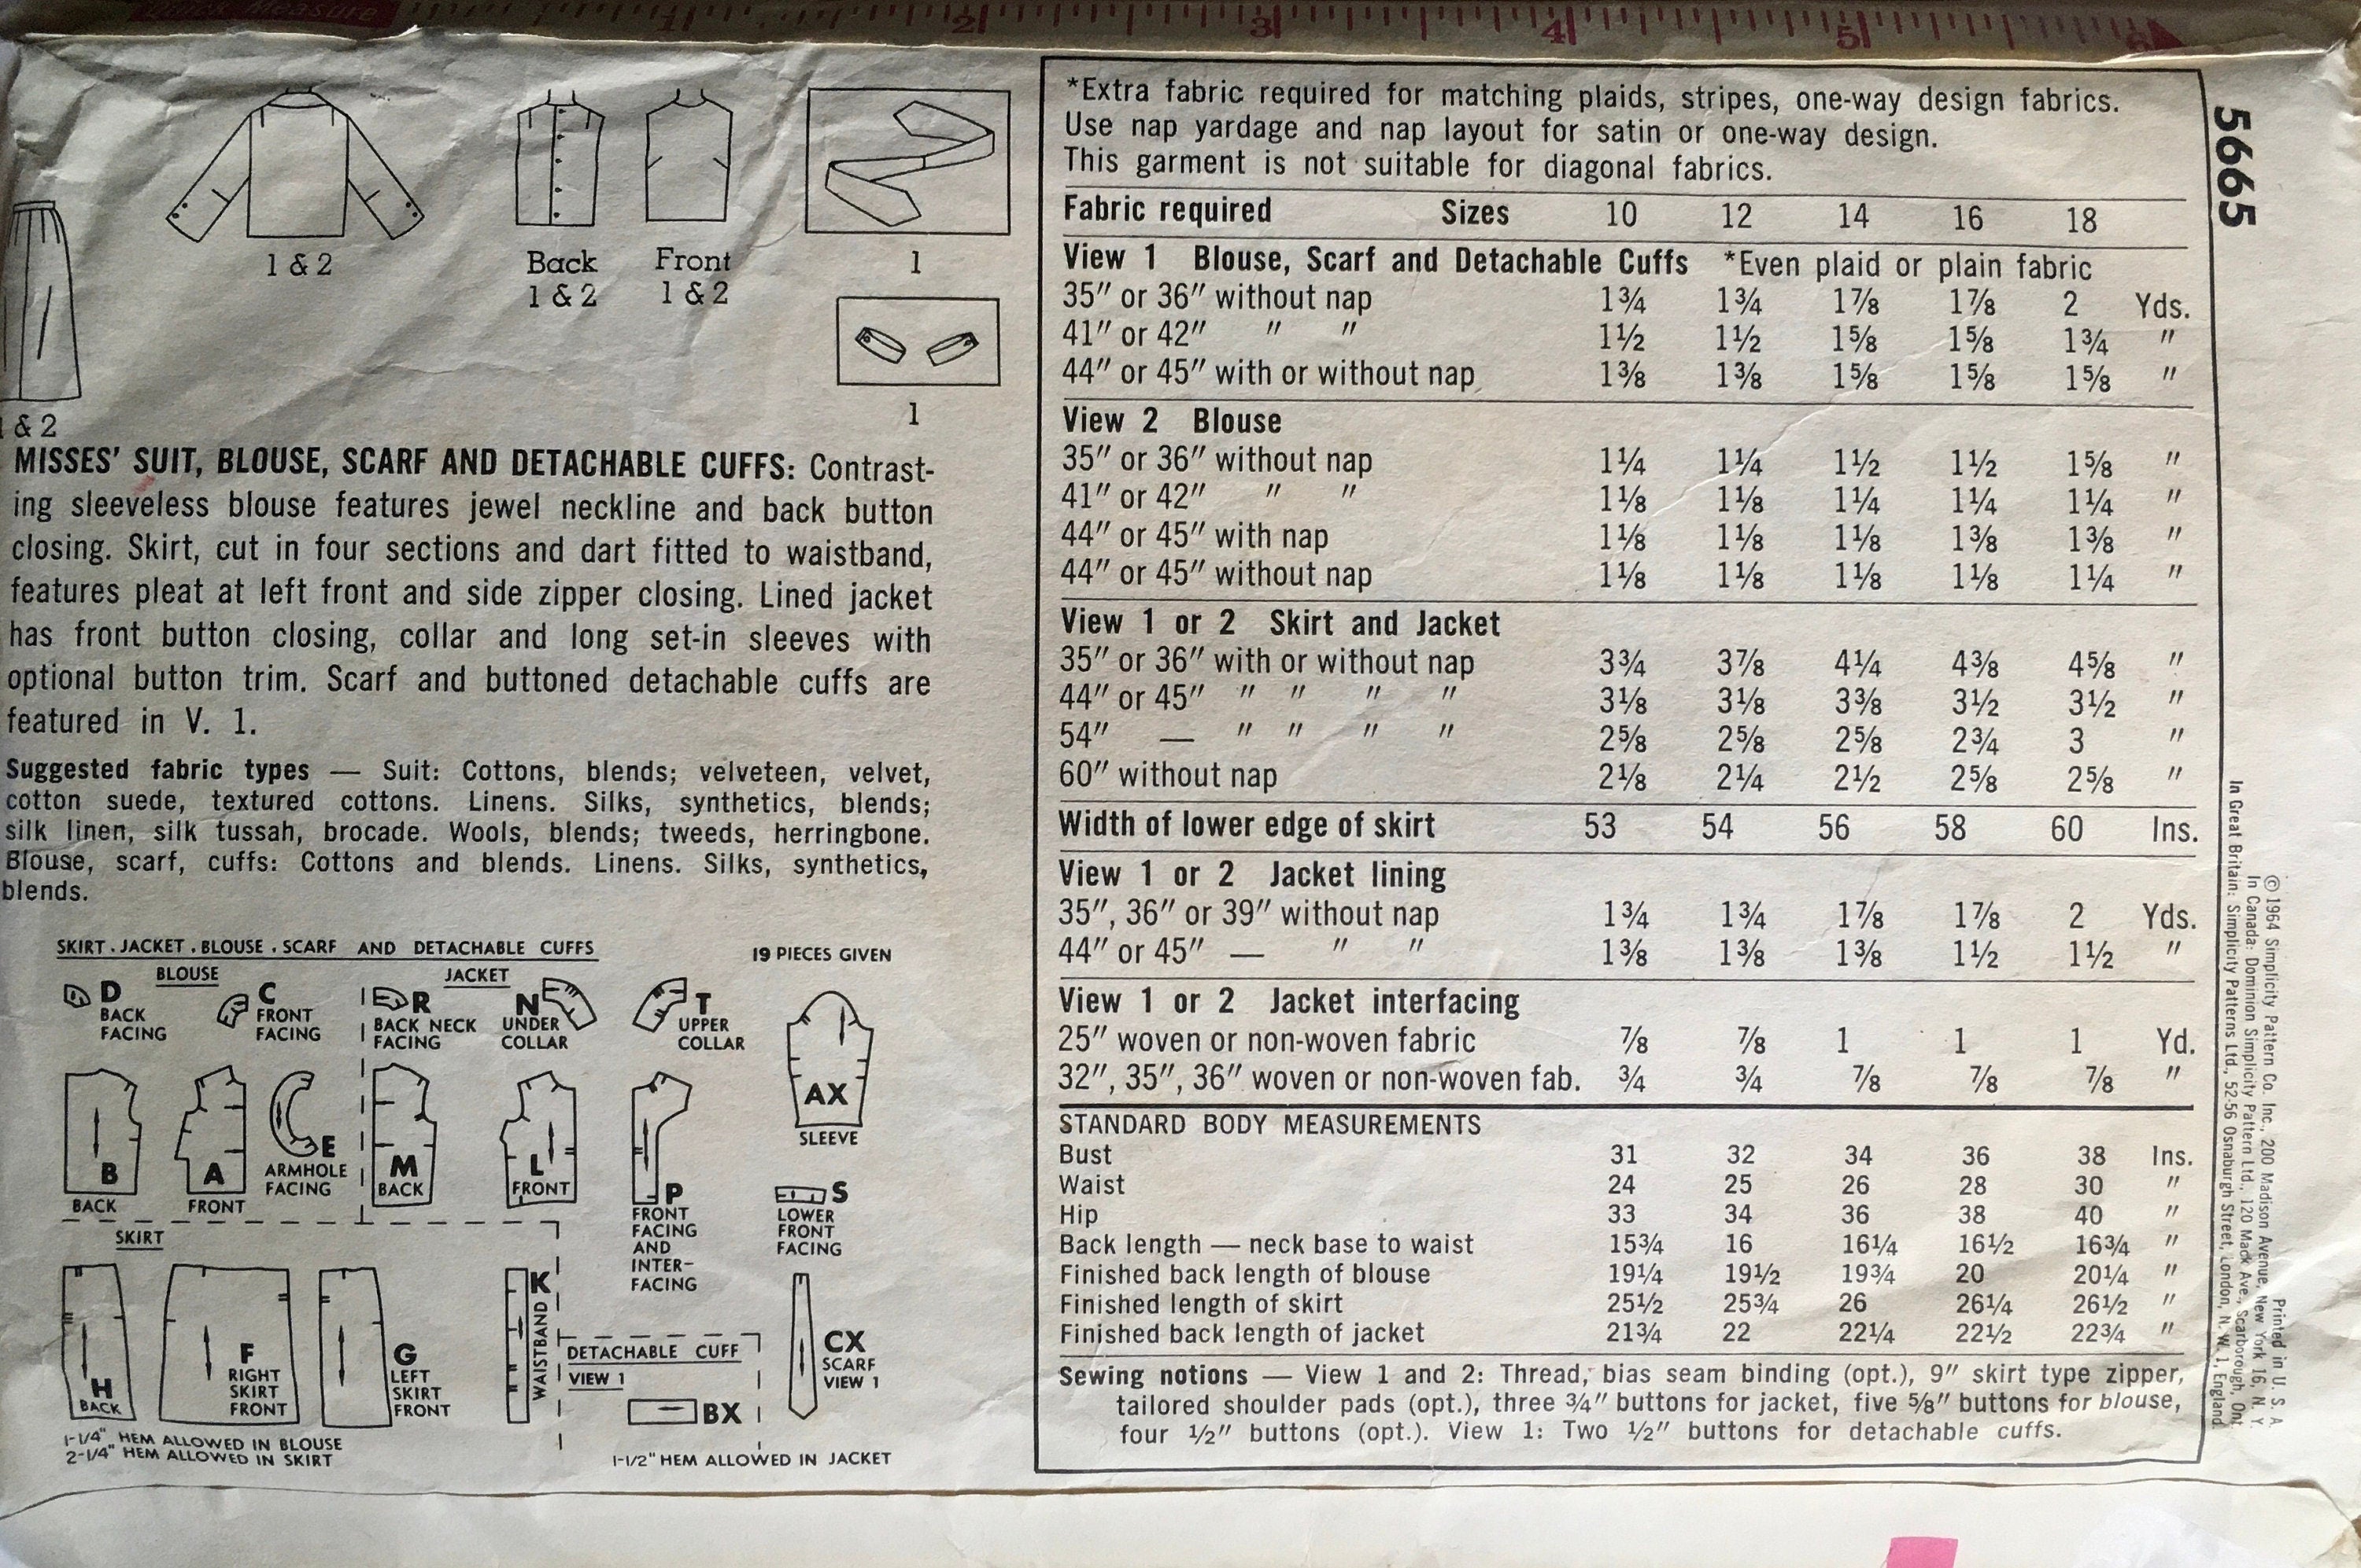 Quick Measure
1 2 3 4 5 6
1 & 2
Back
1 & 2
Front
1 & 2
1
1
& 2
MISSES' SUIT, BLOUSE, SCARF AND DETACHABLE CUFFS: Contrast-
ing sleeveless blouse features jewel neckline and back button
closing. Skirt, cut in four sections and dart fitted to waistband,
features pleat at left front and side zipper closing. Lined jacket
has front button closing, collar and long set-in sleeves with
optional button trim. Scarf and buttoned detachable cuffs are
featured in V. 1.
Suggested fabric types — Suit: Cottons, blends; velveteen, velvet,
cotton suede, textured cottons. Linens. Silks, synthetics, blends;
silk linen, silk tussah, brocade. Wools, blends; tweeds, herringbone.
Blouse, scarf, cuffs: Cottons and blends. Linens. Silks, synthetics,
blends.
SKIRT . JACKET . BLOUSE . SCARF AND DETACHABLE CUFFS
19 PIECES GIVEN
BLOUSE
D
BACK
FACING
C
FRONT
FACING
JACKET
R
BACK NECK
FACING
N
UNDER
COLLAR
T
UPPER
COLLAR
AX
SLEEVE
B
BACK
A
FRONT
E
ARMHOLE
FACING
M
BACK
L
FRONT
P
FRONT
FACING
AND
INTER-
FACING
S
LOWER
FRONT
FACING
SKIRT
H
BACK
F
RIGHT
SKIRT
FRONT
G
LEFT
SKIRT
FRONT
K
WAISTBAND
DETACHABLE CUFF
VIEW 1
BX
CX
SCARF
VIEW 1
1-1/4" HEM ALLOWED IN BLOUSE
2-1/4" HEM ALLOWED IN SKIRT
1-1/2" HEM ALLOWED IN JACKET
*Extra fabric required for matching plaids, stripes, one-way design fabrics.
Use nap yardage and nap layout for satin or one-way design.
This garment is not suitable for diagonal fabrics.
Fabric required Sizes 10 12 14 16 18
View 1 Blouse, Scarf and Detachable Cuffs *Even plaid or plain fabric
35" or 36" without nap 1¾ 1¾ 1⅞ 1⅞ 2 Yds.
41" or 42" " " 1½ 1½ 1⅝ 1⅝ 1¾ "
44" or 45" with or without nap 1⅜ 1⅜ 1⅝ 1⅝ 1⅝ "
View 2 Blouse
35" or 36" without nap 1¼ 1¼ 1½ 1½ 1⅝ "
41" or 42" " " 1⅛ 1⅛ 1¼ 1¼ 1¼ "
44" or 45" with nap 1⅛ 1⅛ 1⅛ 1⅜ 1⅜ "
44" or 45" without nap 1⅛ 1⅛ 1⅛ 1⅛ 1¼ "
View 1 or 2 Skirt and Jacket
35" or 36" with or without nap 3¾ 3⅞ 4¼ 4⅜ 4⅝ "
44" or 45" " " " " 3⅛ 3⅛ 3⅜ 3½ 3½ "
54" — " " " " 2⅝ 2⅝ 2⅝ 2¾ 3 "
60" without nap 2⅛ 2¼ 2½ 2⅝ 2⅝ "
Width of lower edge of skirt 53 54 56 58 60 Ins.
View 1 or 2 Jacket lining
35", 36" or 39" without nap 1¾ 1¾ 1⅞ 1⅞ 2 Yds.
44" or 45" — " " 1⅜ 1⅜ 1⅜ 1½ 1½ "
View 1 or 2 Jacket interfacing
25" woven or non-woven fabric ⅞ ⅞ 1 1 1 Yd.
32", 35", 36" woven or non-woven fab. ¾ ¾ ⅞ ⅞ ⅞ "
STANDARD BODY MEASUREMENTS
Bust 31 32 34 36 38 Ins.
Waist 24 25 26 28 30 "
Hip 33 34 36 38 40 "
Back length — neck base to waist 15¾ 16 16¼ 16½ 16¾ "
Finished back length of blouse 19¼ 19½ 19¾ 20 20¼ "
Finished length of skirt 25½ 25¾ 26 26¼ 26½ "
Finished back length of jacket 21¾ 22 22¼ 22½ 22¾ "
Sewing notions — View 1 and 2: Thread, bias seam binding (opt.), 9" skirt type zipper,
tailored shoulder pads (opt.), three ¾" buttons for jacket, five ⅝" buttons for blouse,
four ½" buttons (opt.). View 1: Two ½" buttons for detachable cuffs.
5665
Printed in U. S. A.
© 1964 Simplicity Pattern Co. Inc., 200 Madison Avenue, New York 16, N. Y.
In Canada: Dominion Simplicity Pattern Ltd., 120 Mack Ave., Scarborough, Ont.
In Great Britain: Simplicity Patterns Ltd., 52-56 Osnaburgh Street, London, N. W. 1, England.